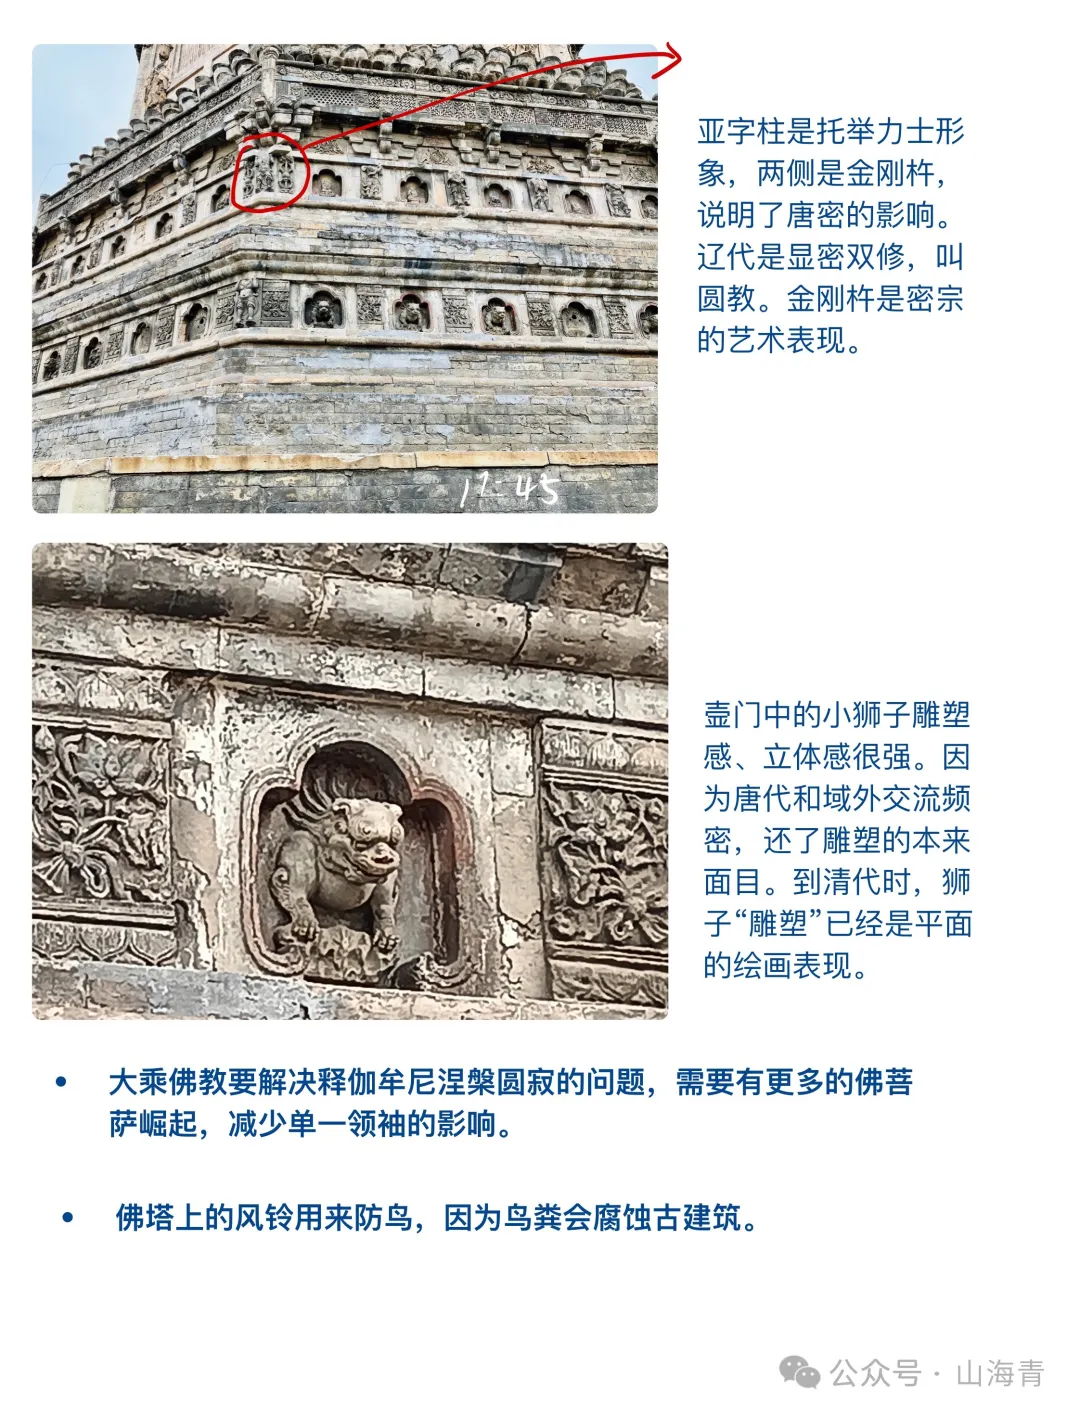 亚字柱是托举力士形
象，两侧是金刚杵，
说明了唐密的影响。
辽代是显密双修，叫
圆教。金刚杵是密宗
的艺术表现。
17:45
壸门中的小狮子雕塑
感、立体感很强。因
为唐代和域外交流频
密，还了雕塑的本来
面目。到清代时，狮
子“雕塑”已经是平面
的绘画表现。
• 大乘佛教要解决释伽牟尼涅槃圆寂的问题，需要有更多的佛菩
萨崛起，减少单一领袖的影响。
• 佛塔上的风铃用来防鸟，因为鸟粪会腐蚀古建筑。
公众号 · 山海青